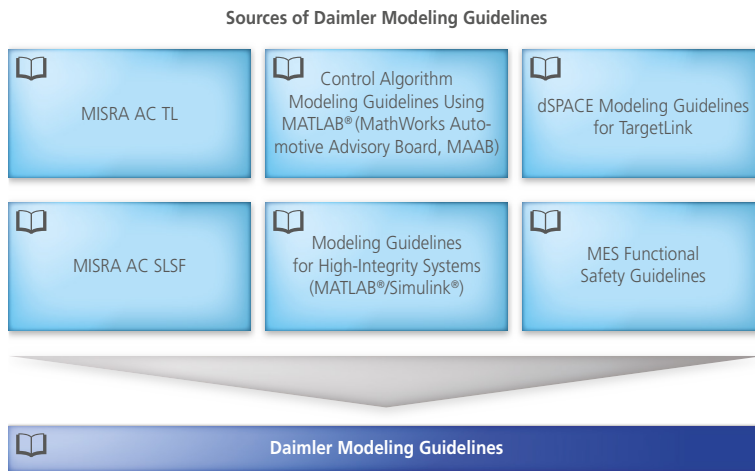 Sources of Daimler Modeling Guidelines
MISRA AC TL
Control Algorithm
Modeling Guidelines Using
MATLAB® (MathWorks Auto-
motive Advisory Board, MAAB)
dSPACE Modeling Guidelines
for TargetLink
MISRA AC SLSF
Modeling Guidelines
for High-Integrity Systems
(MATLAB®/Simulink®)
MES Functional
Safety Guidelines
Daimler Modeling Guidelines